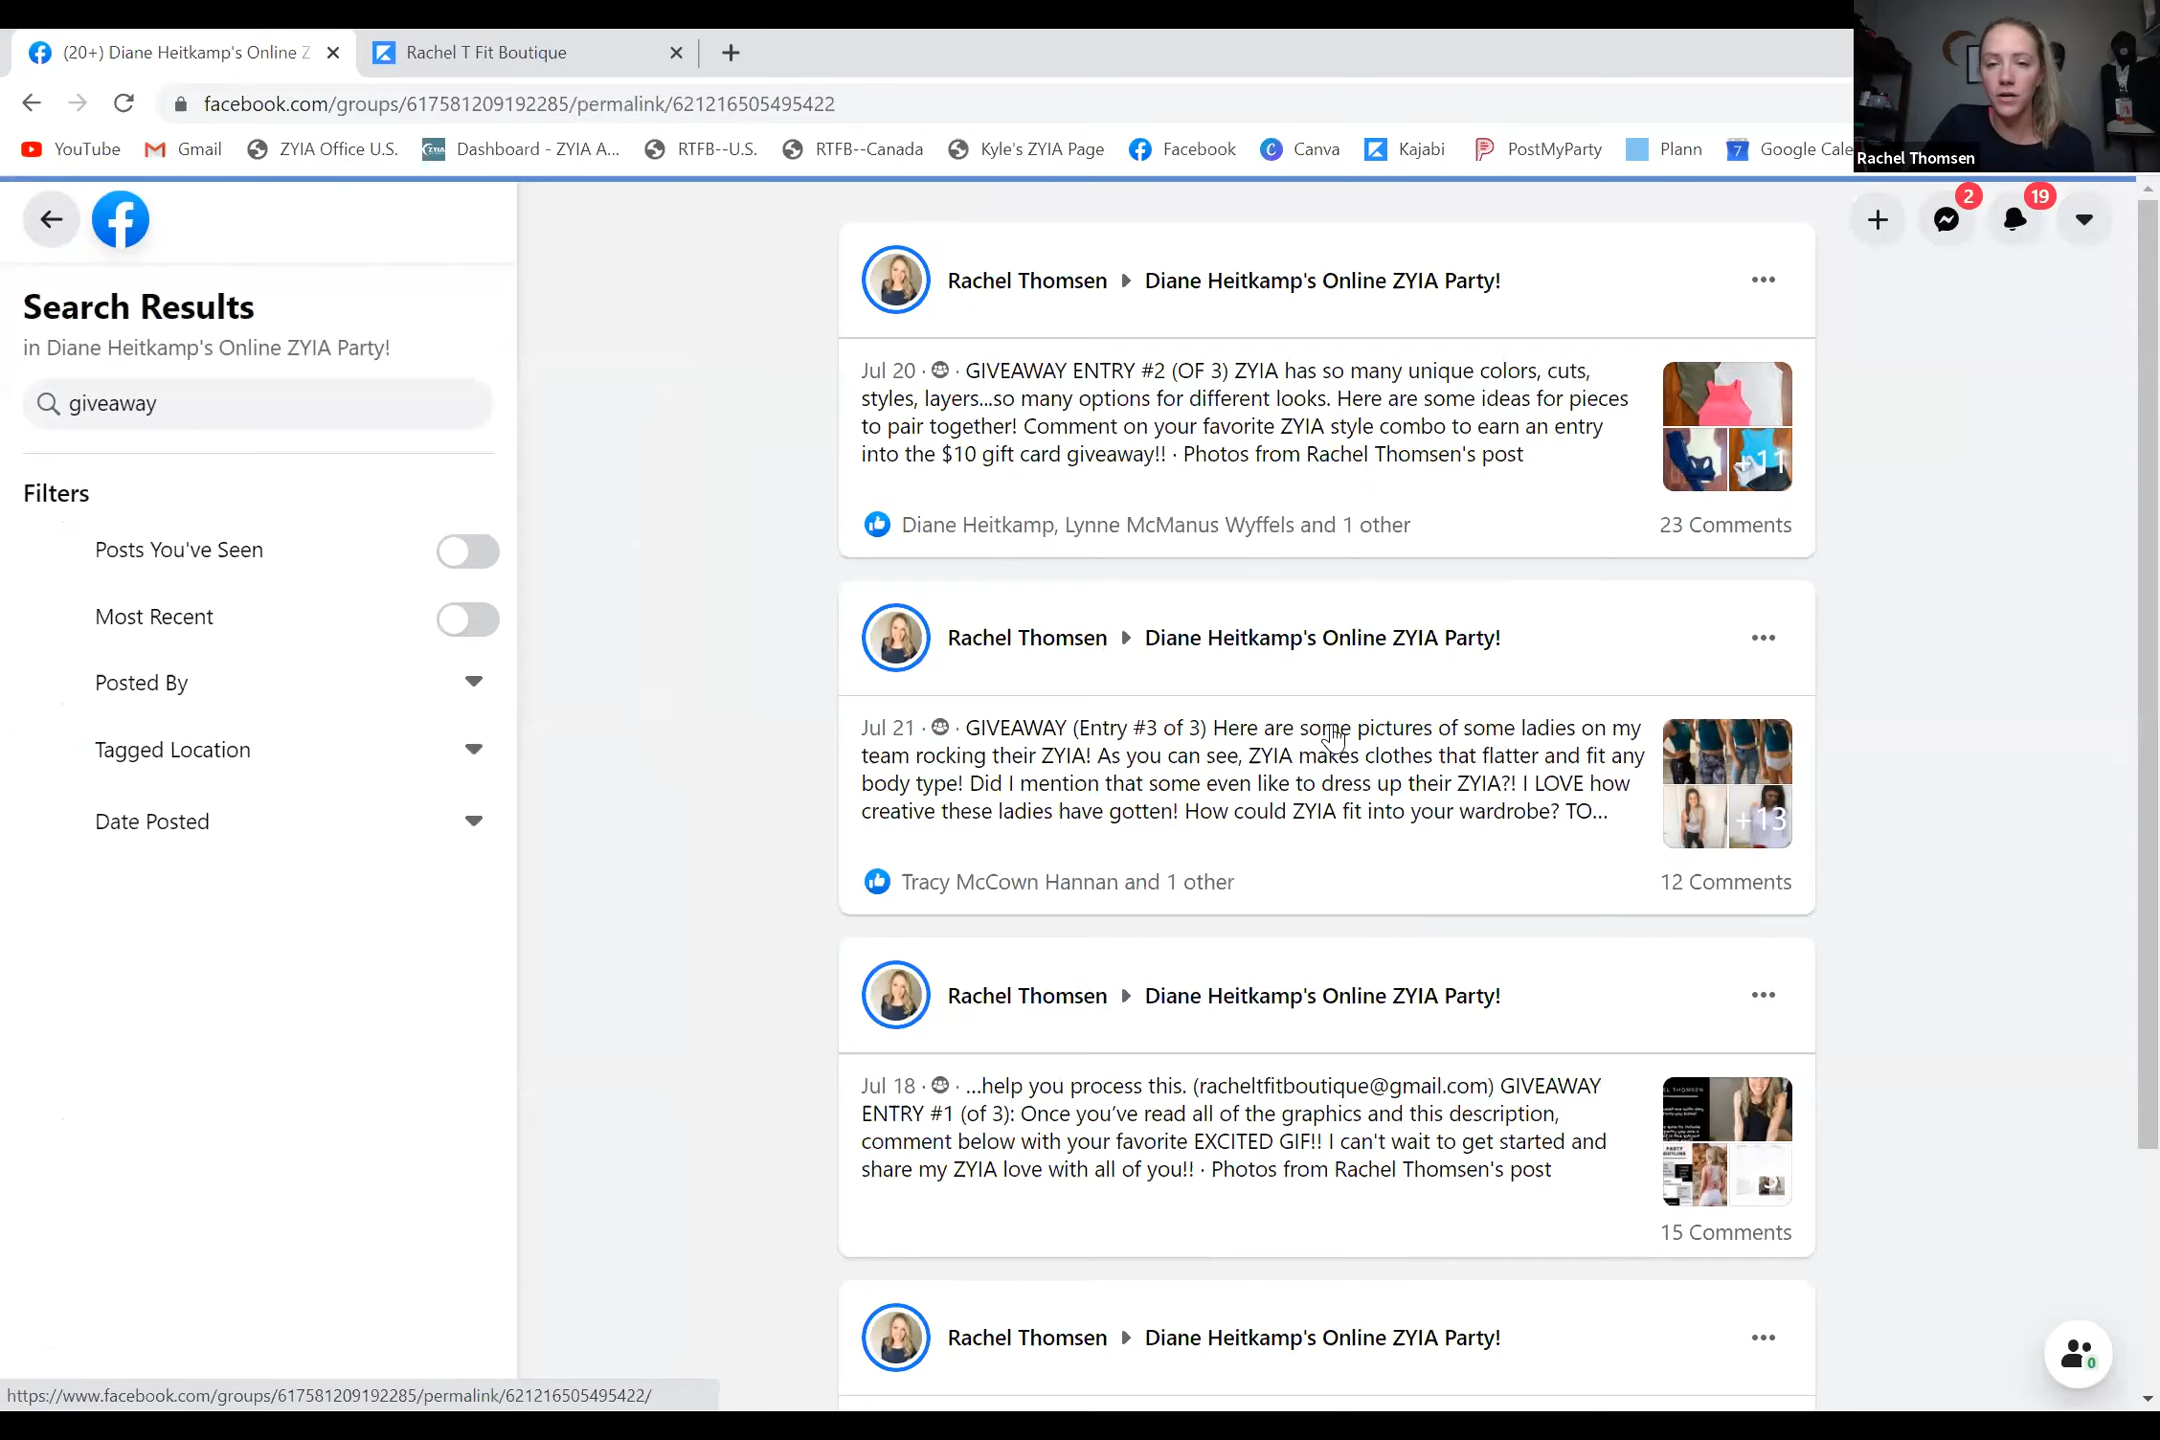 (20+) Diane Heitkamp's Online Z
Rachel T Fit Boutique
facebook.com/groups/617581209192285/permalink/621216505495422
YouTube
Gmail
ZYIA Office U.S.
Dashboard - ZYIA A...
RTFB--U.S.
RTFB--Canada
Kyle's ZYIA Page
Facebook
Canva
Kajabi
PostMyParty
Plann
7
Google Cale
Rachel Thomsen
2
19
Search Results
in Diane Heitkamp's Online ZYIA Party!
giveaway
Filters
Posts You've Seen
Most Recent
Posted By
Tagged Location
Date Posted
Rachel Thomsen Diane Heitkamp's Online ZYIA Party!
Jul 20 · · GIVEAWAY ENTRY #2 (OF 3) ZYIA has so many unique colors, cuts,
styles, layers...so many options for different looks. Here are some ideas for pieces
to pair together! Comment on your favorite ZYIA style combo to earn an entry
into the $10 gift card giveaway!! · Photos from Rachel Thomsen's post
+11
Diane Heitkamp, Lynne McManus Wyffels and 1 other
23 Comments
Rachel Thomsen Diane Heitkamp's Online ZYIA Party!
Jul 21 · · GIVEAWAY (Entry #3 of 3) Here are some pictures of some ladies on my
team rocking their ZYIA! As you can see, ZYIA makes clothes that flatter and fit any
body type! Did I mention that some even like to dress up their ZYIA?! I LOVE how
creative these ladies have gotten! How could ZYIA fit into your wardrobe? TO...
+13
Tracy McCown Hannan and 1 other
12 Comments
Rachel Thomsen Diane Heitkamp's Online ZYIA Party!
Jul 18 · · ...help you process this. (racheltfitboutique@gmail.com) GIVEAWAY
ENTRY #1 (of 3): Once you've read all of the graphics and this description,
comment below with your favorite EXCITED GIF!! I can't wait to get started and
share my ZYIA love with all of you!! · Photos from Rachel Thomsen's post
15 Comments
Rachel Thomsen Diane Heitkamp's Online ZYIA Party!
0
https://www.facebook.com/groups/617581209192285/permalink/621216505495422/